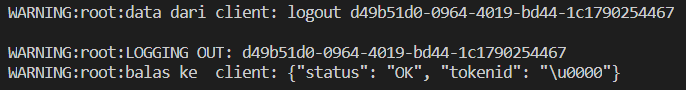 WARNING:root:data dari client: logout d49b51d0-0964-4019-bd44-1c1790254467
WARNING:root:LOGGING OUT: d49b51d0-0964-4019-bd44-1c1790254467
WARNING:root:balas ke  client: {"status": "OK", "tokenid": "\u0000"}